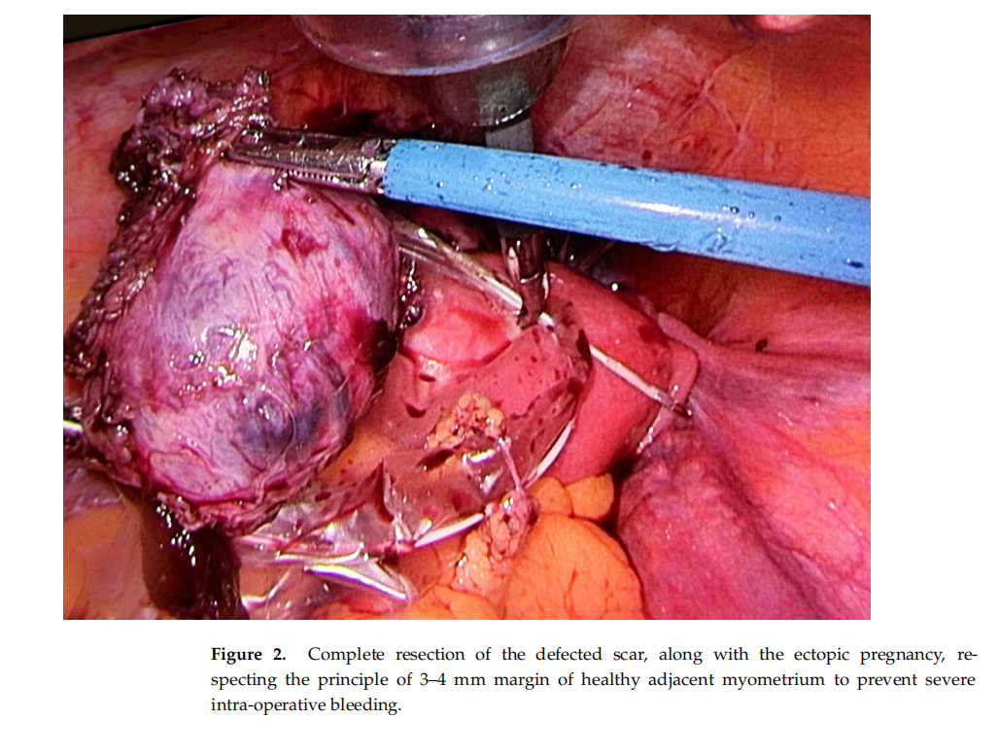 Figure 2. Complete resection of the defected scar, along with the ectopic pregnancy, re-
specting the principle of 3–4 mm margin of healthy adjacent myometrium to prevent severe
intra-operative bleeding.